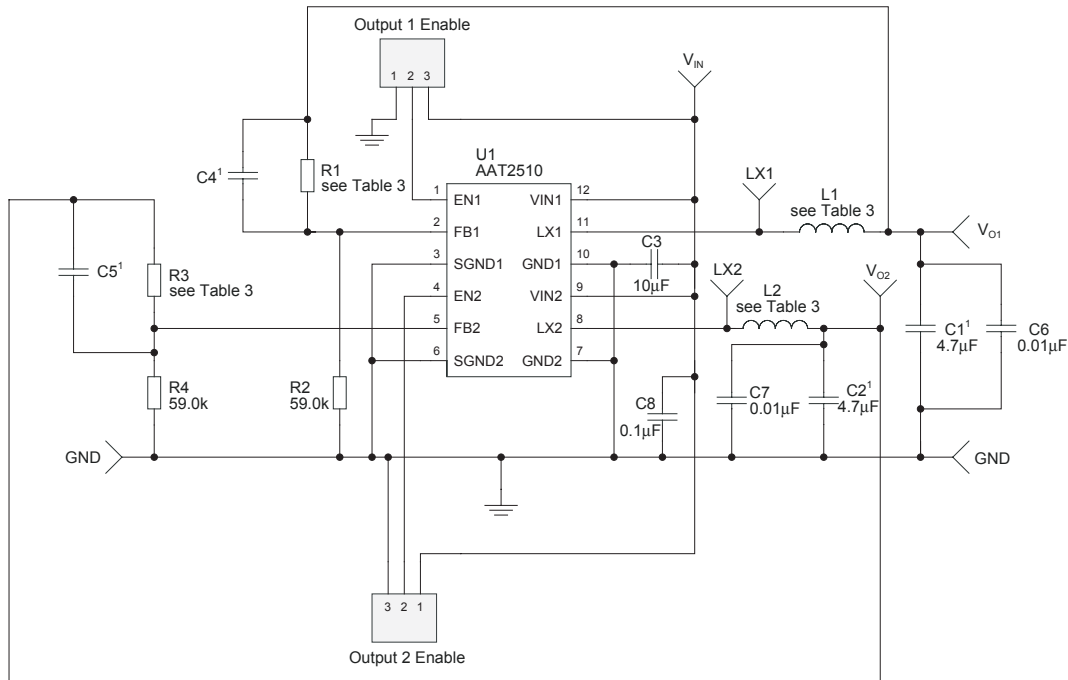 Output 1 Enable
1 2 3
V_IN
U1
AAT2510
C4¹
R1
see Table 3
LX1
L1
see Table 3
1 EN1 VIN1 12
2 FB1 LX1 11
3 SGND1 GND1 10
4 EN2 VIN2 9
5 FB2 LX2 8
6 SGND2 GND2 7
V_O1
C3
10µF
LX2
L2
see Table 3
V_O2
C5¹
R3
see Table 3
C1¹
4.7µF
C6
0.01µF
R4
59.0k
R2
59.0k
C8
0.1µF
C7
0.01µF
C2¹
4.7µF
GND
GND
3 2 1
Output 2 Enable